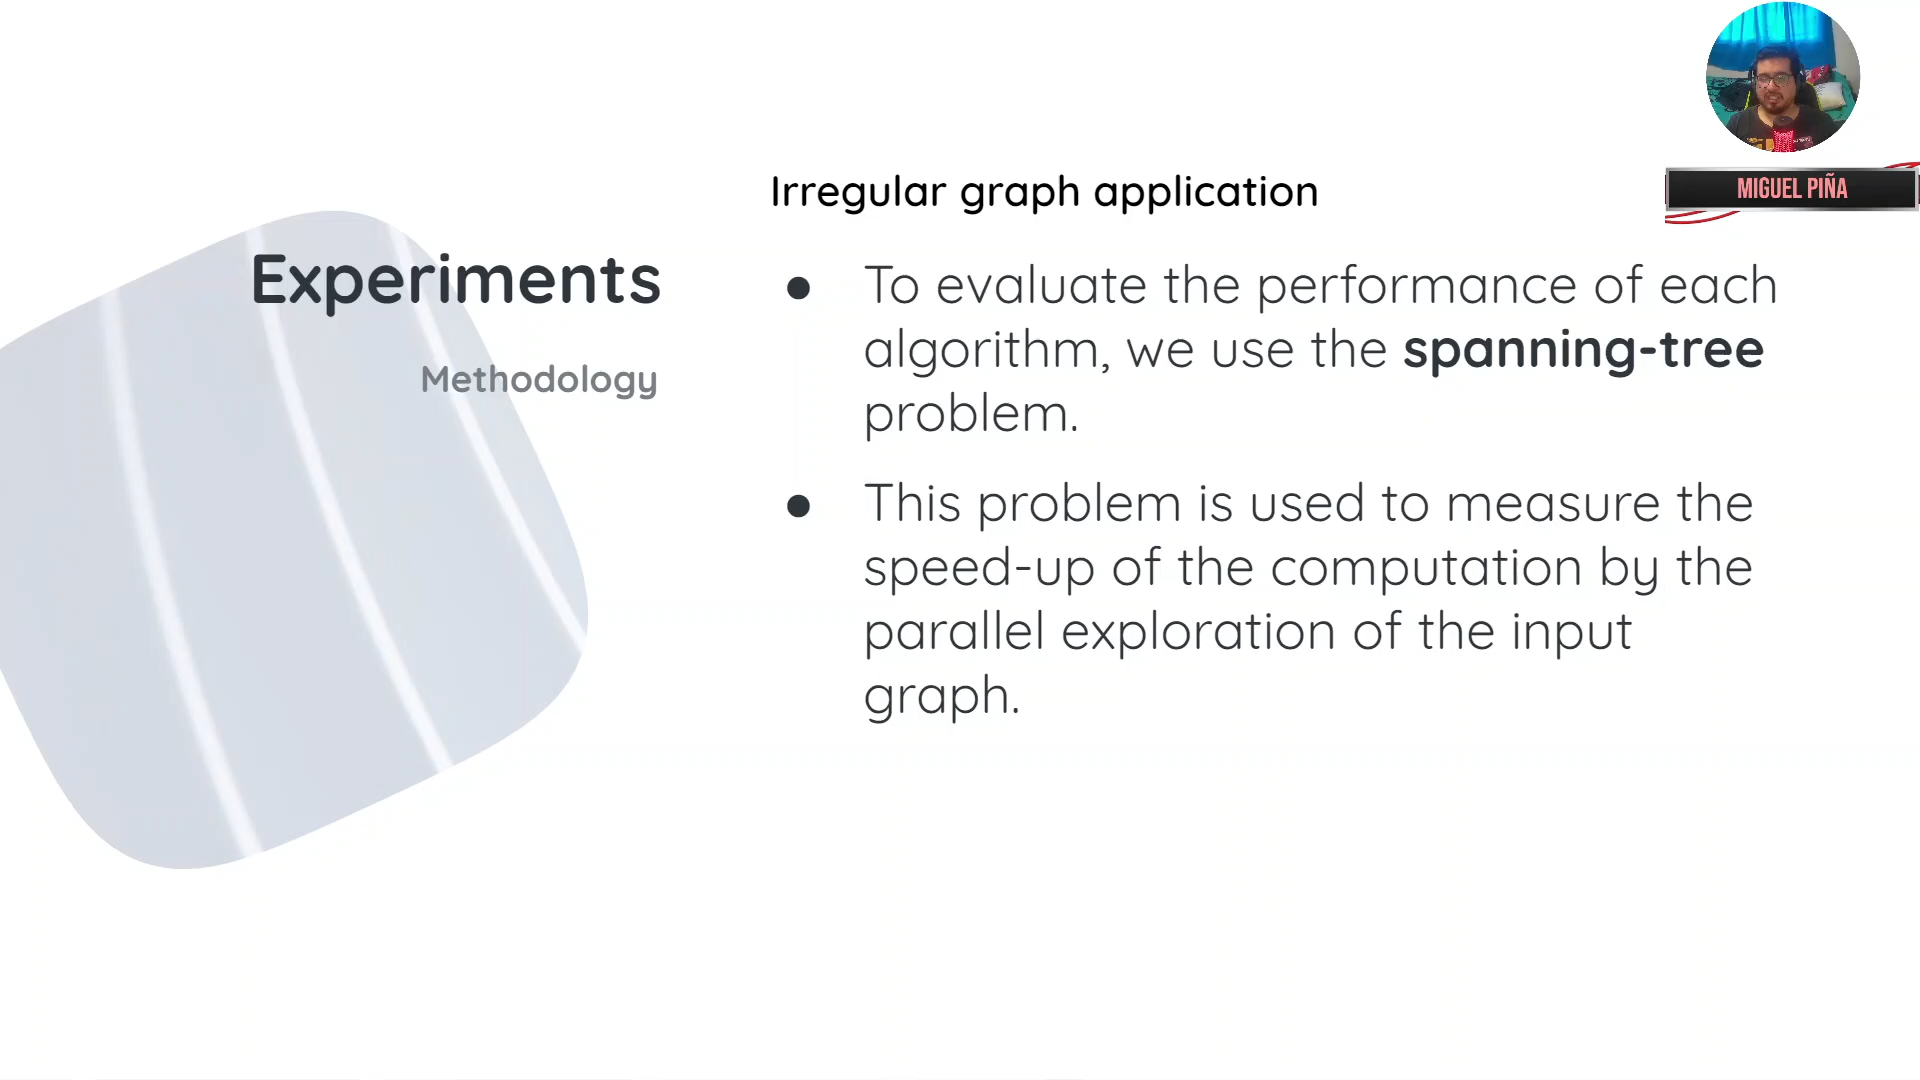 MIGUEL PIÑA
Experiments
Methodology
Irregular graph application
● To evaluate the performance of each
algorithm, we use the spanning-tree
problem.
● This problem is used to measure the
speed-up of the computation by the
parallel exploration of the input
graph.